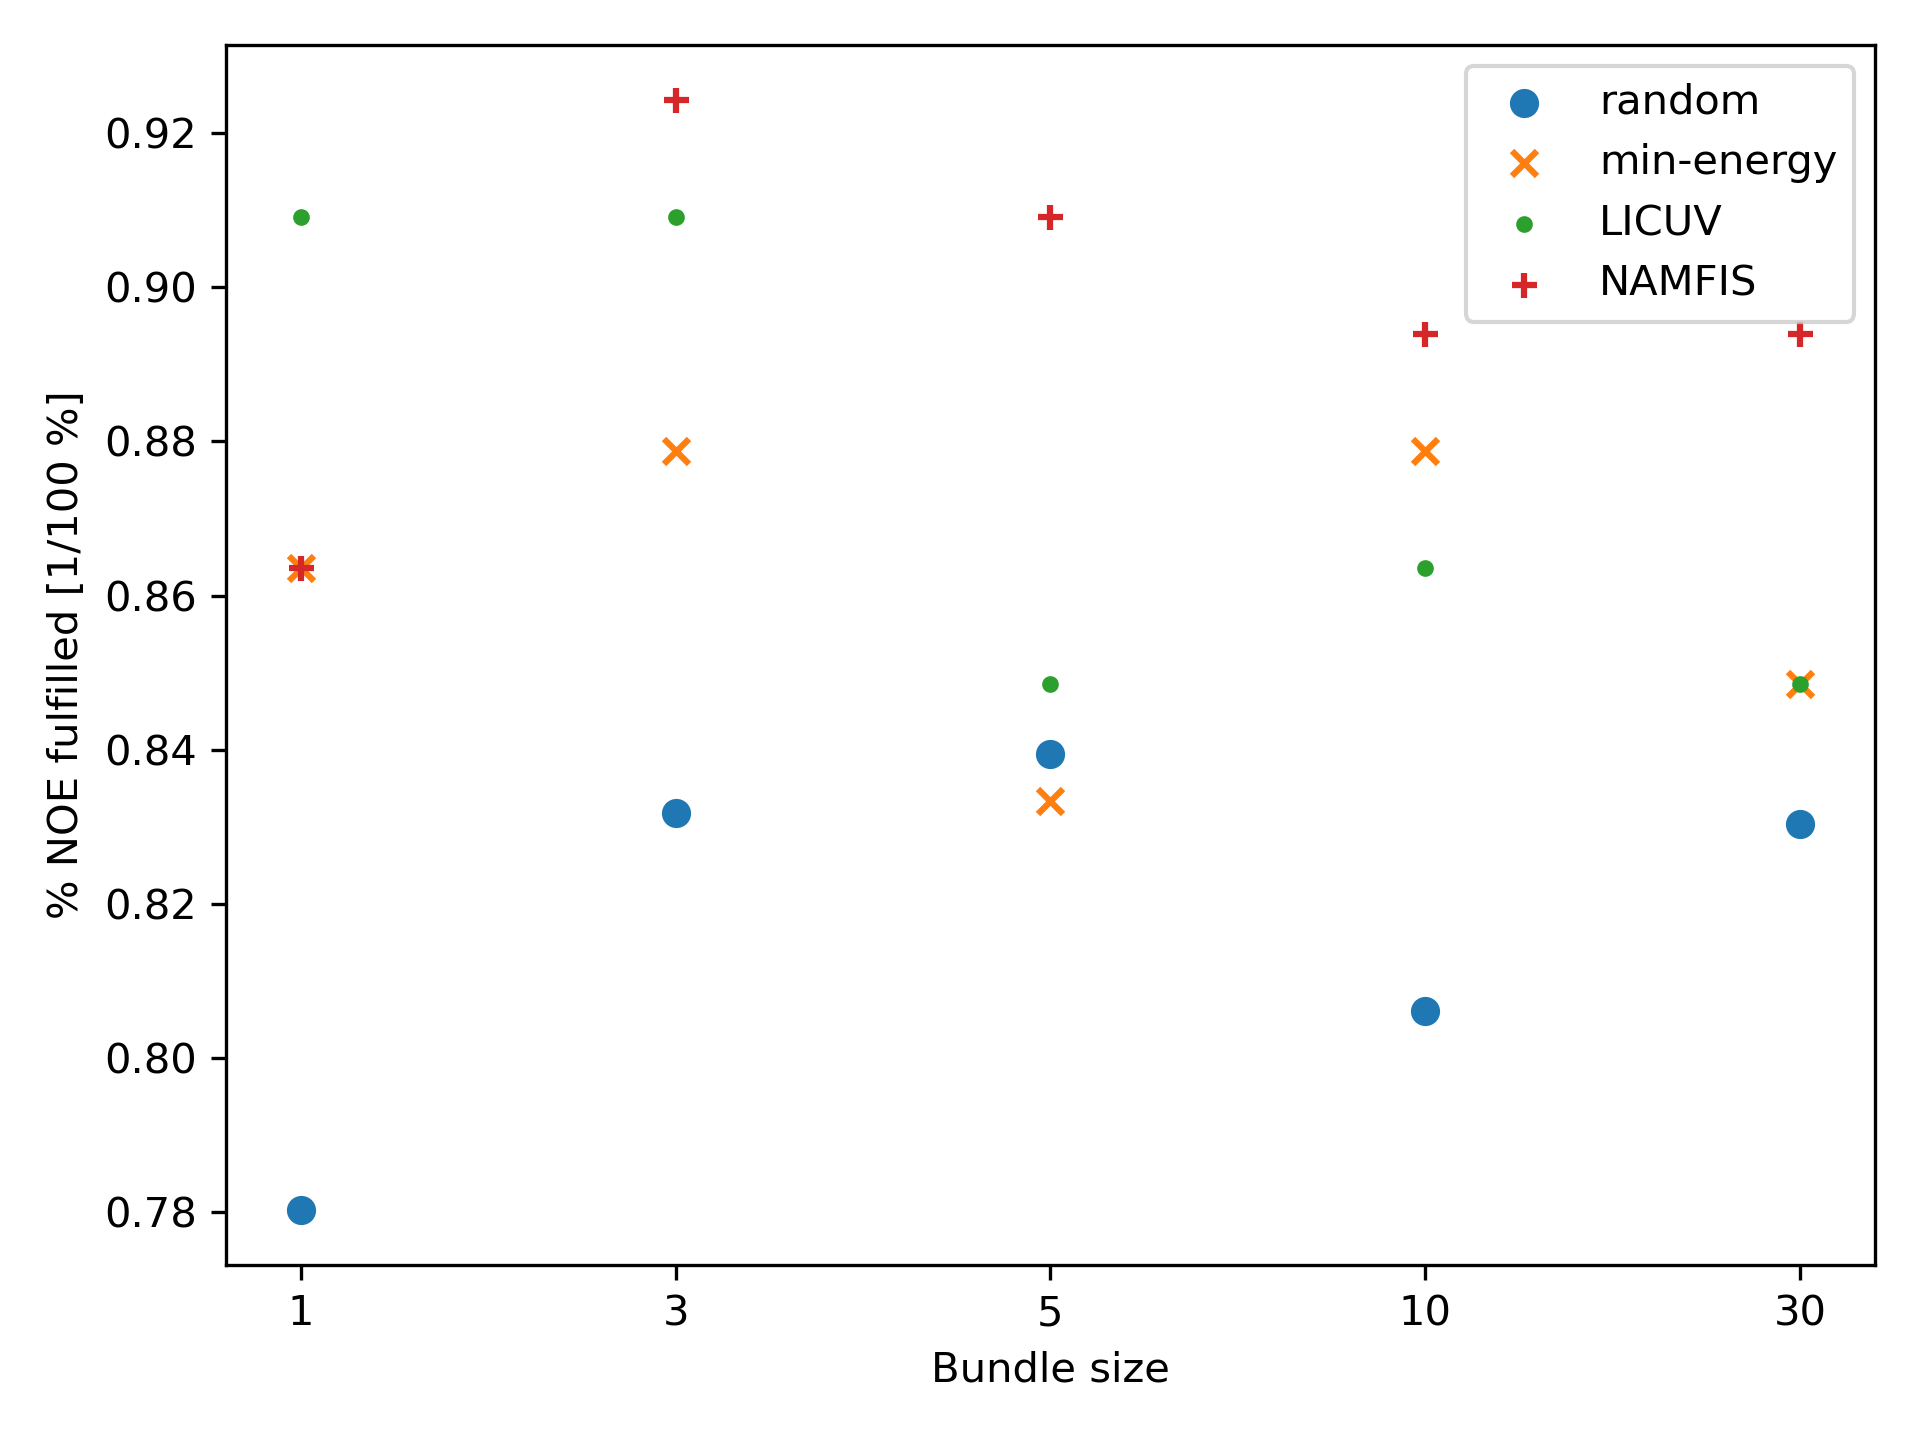 random
min-energy
LICUV
NAMFIS
% NOE fulfilled [1/100 %]
0.92
0.90
0.88
0.86
0.84
0.82
0.80
0.78
1 3 5 10 30
Bundle size